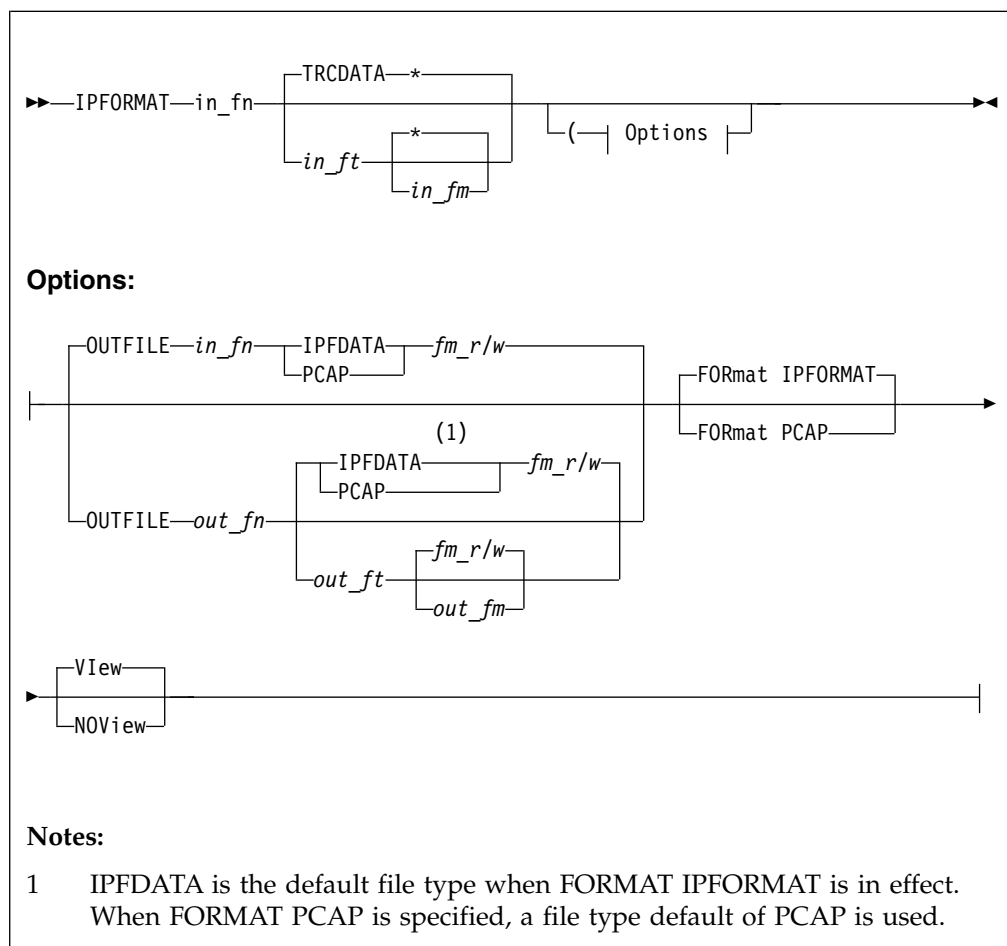 TRCDATA *
IPFORMAT in_fn
*
( Options
in_ft
in_fm
Options:
OUTFILE in_fn IPFDATA fm_r/w
PCAP
FORmat IPFORMAT
FORmat PCAP
(1)
IPFDATA fm_r/w
PCAP
OUTFILE out_fn
fm_r/w
out_ft
out_fm
VIew
NOView
Notes:
1 IPFDATA is the default file type when FORMAT IPFORMAT is in effect.
When FORMAT PCAP is specified, a file type default of PCAP is used.